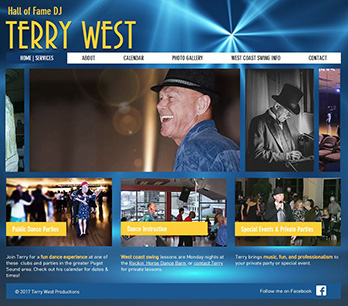 Hall of Fame DJ
TERRY WEST
HOME | SERVICES
ABOUT
CALENDAR
PHOTO GALLERY
WEST COAST SWING INFO
CONTACT
Public Dance Parties
Dance Instruction
Special Events & Private Parties
Join Terry for a fun dance experience at one of
these clubs and parties in the greater Puget
Sound area. Check out his calendar for dates &
times!
West coast swing lessons are Monday nights at
the Rockin' Horse Dance Barn, or contact Terry
for private lessons.
Terry brings music, fun, and professionalism to
your private party or special event.
© 2017 Terry West Productions
Follow me on Facebook